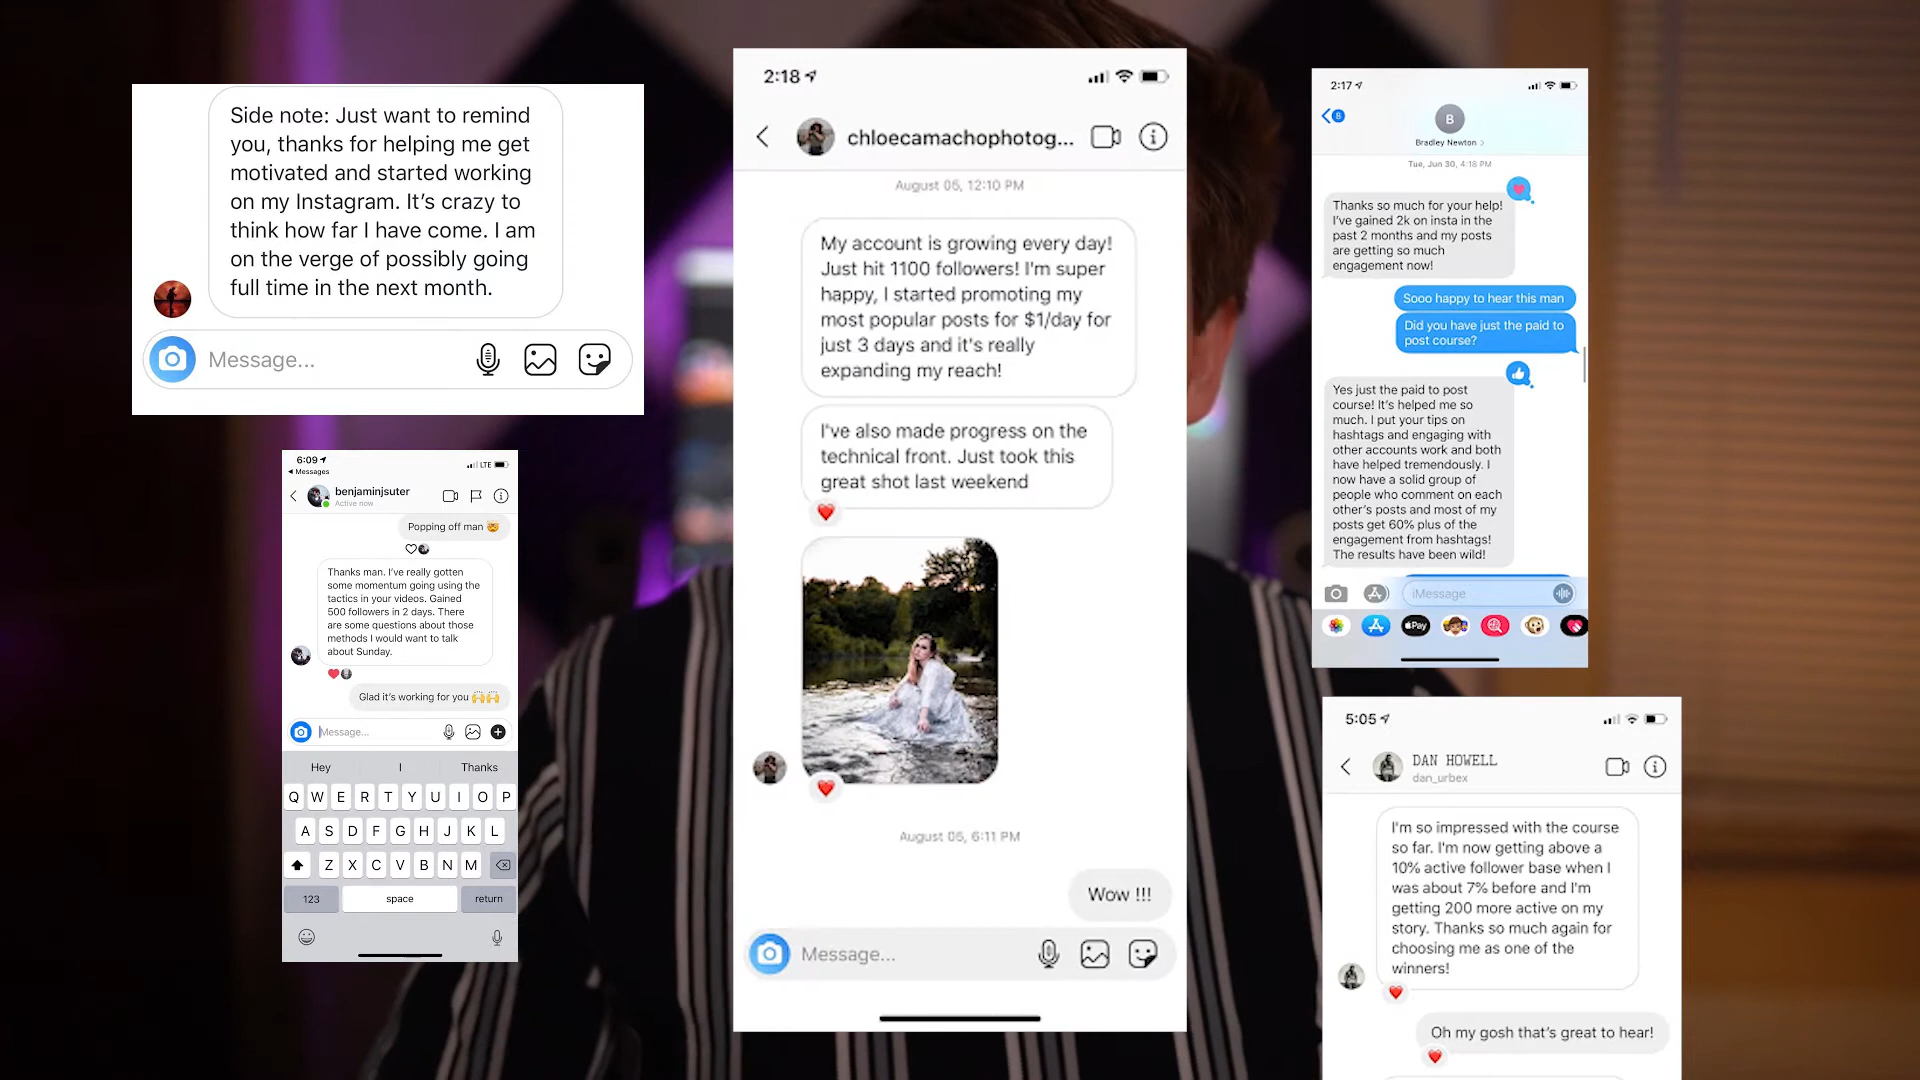 Side note: Just want to remind
you, thanks for helping me get
motivated and started working
on my Instagram. It's crazy to
think how far I have come. I am
on the verge of possibly going
full time in the next month.
Message...
6:09
Messages
LTE
benjaminjsuter
Active now
Popping off man
Thanks man. I've really gotten
some momentum going using the
tactics in your videos. Gained
500 followers in 2 days. There
are some questions about those
methods I would want to talk
about Sunday.
Glad it's working for you
Message...
Hey I Thanks
Q W E R T Y U I O P
A S D F G H J K L
Z X C V B N M
123 space return
2:18
chloecamachophotog...
August 05, 12:10 PM
My account is growing every day!
Just hit 1100 followers! I'm super
happy, I started promoting my
most popular posts for $1/day for
just 3 days and it's really
expanding my reach!
I've also made progress on the
technical front. Just took this
great shot last weekend
August 05, 6:11 PM
Wow !!!
Message...
2:17
8
B
Bradley Newton
Tue, Jun 30, 4:18 PM
Thanks so much for your help!
I've gained 2k on insta in the
past 2 months and my posts
are getting so much
engagement now!
Sooo happy to hear this man
Did you have just the paid to
post course?
Yes just the paid to post
course! It's helped me so
much. I put your tips on
hashtags and engaging with
other accounts work and both
have helped tremendously. I
now have a solid group of
people who comment on each
other's posts and most of my
posts get 60% plus of the
engagement from hashtags!
The results have been wild!
iMessage
Pay
5:05
DAN HOWELL
dan_urbex
I'm so impressed with the course
so far. I'm now getting above a
10% active follower base when I
was about 7% before and I'm
getting 200 more active on my
story. Thanks so much again for
choosing me as one of the
winners!
Oh my gosh that's great to hear!